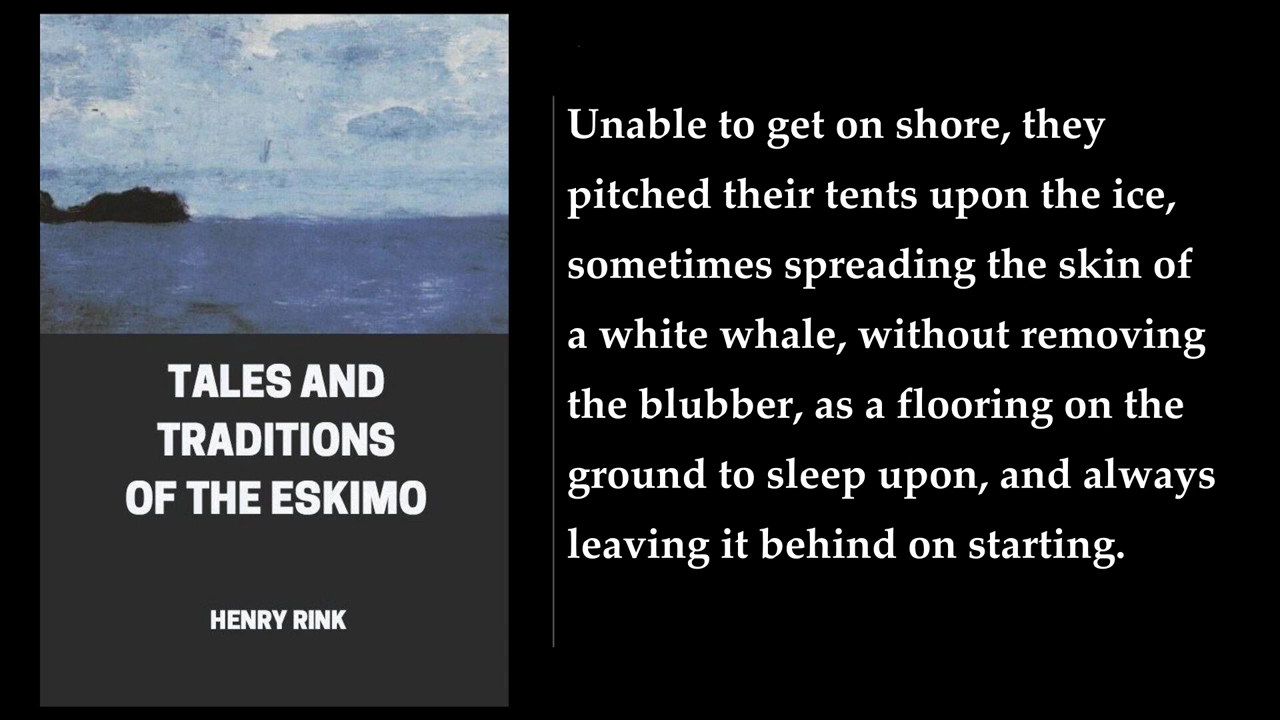 TALES AND
TRADITIONS
OF THE ESKIMO
HENRY RINK
Unable to get on shore, they
pitched their tents upon the ice,
sometimes spreading the skin of
a white whale, without removing
the blubber, as a flooring on the
ground to sleep upon, and always
leaving it behind on starting.